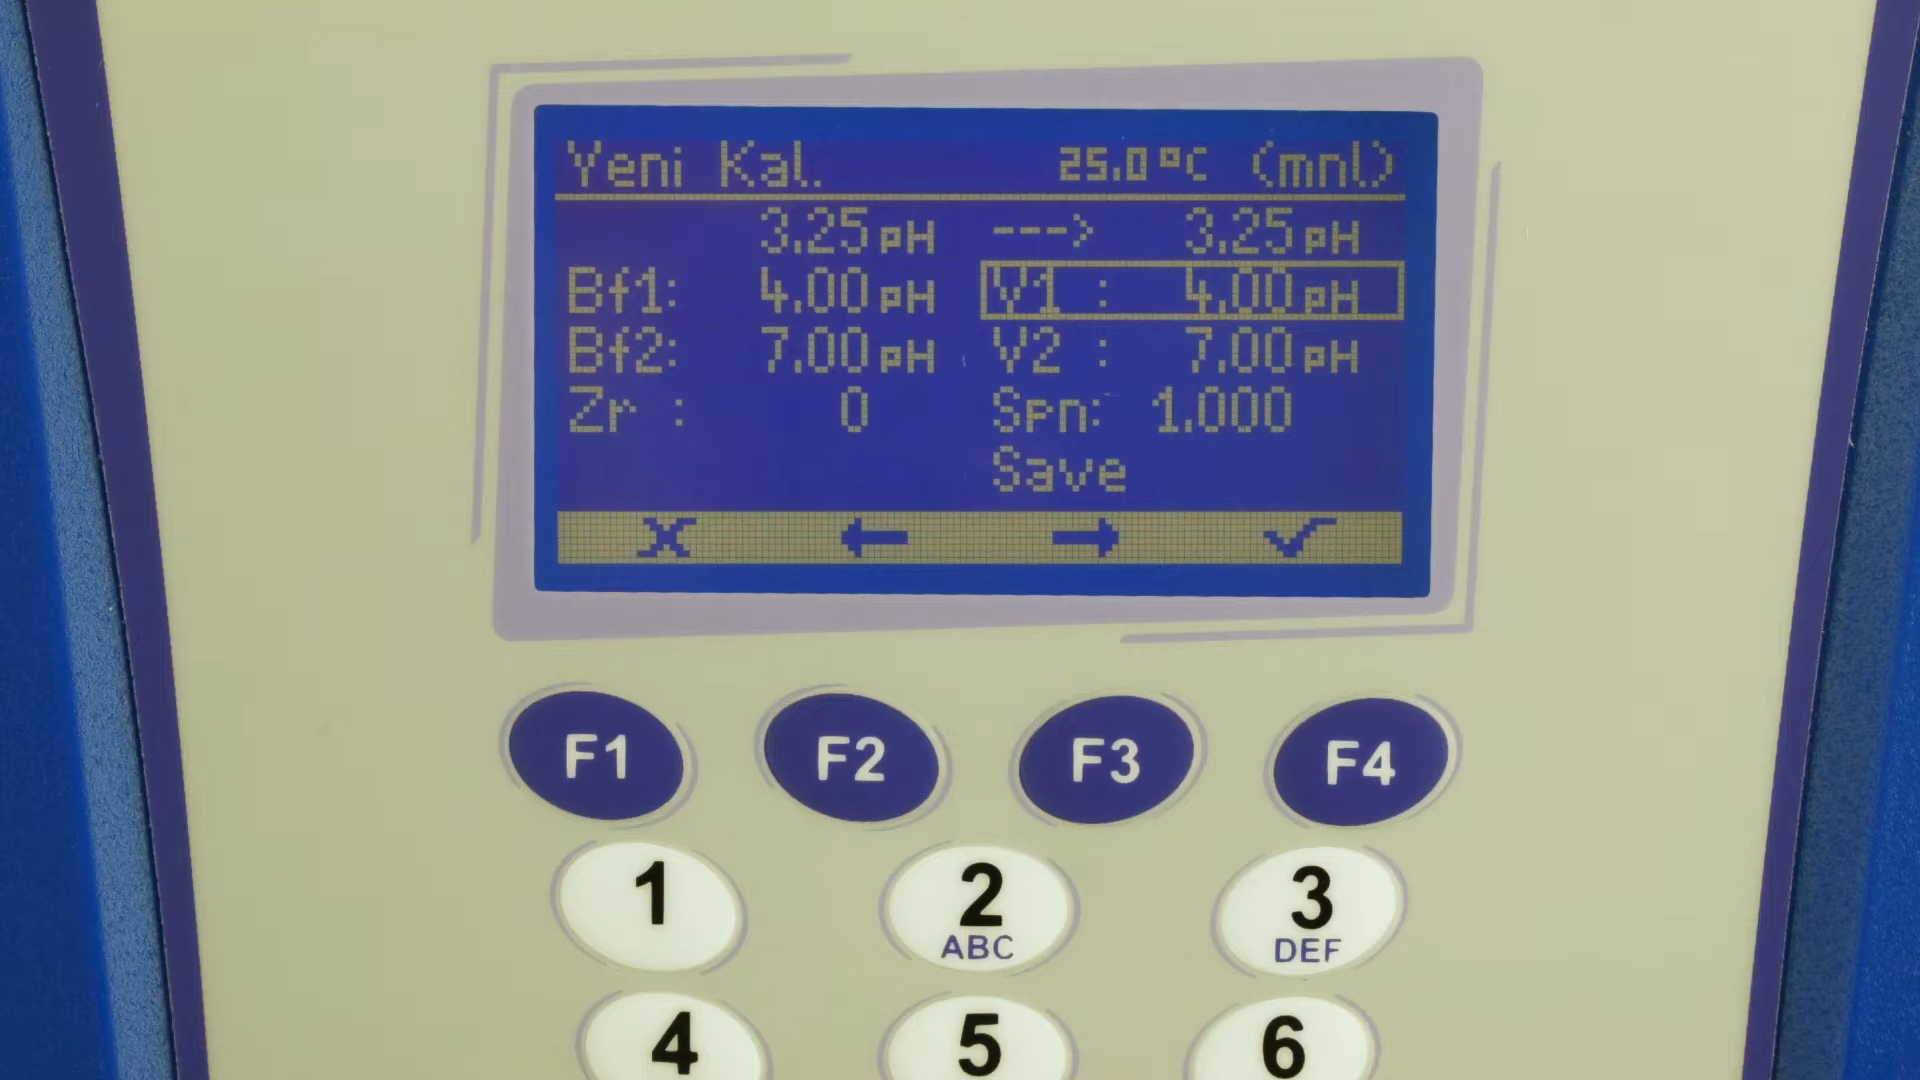 Yeni Kal. 25.0°C (mnl)
3.25 pH ---> 3.25 pH
Bf1: 4.00 pH V1 : 4.00 pH
Bf2: 7.00 pH V2 : 7.00 pH
Zr : 0 Spn: 1.000
Save
F1 F2 F3 F4
1 2 3
ABC DEF
4 5 6